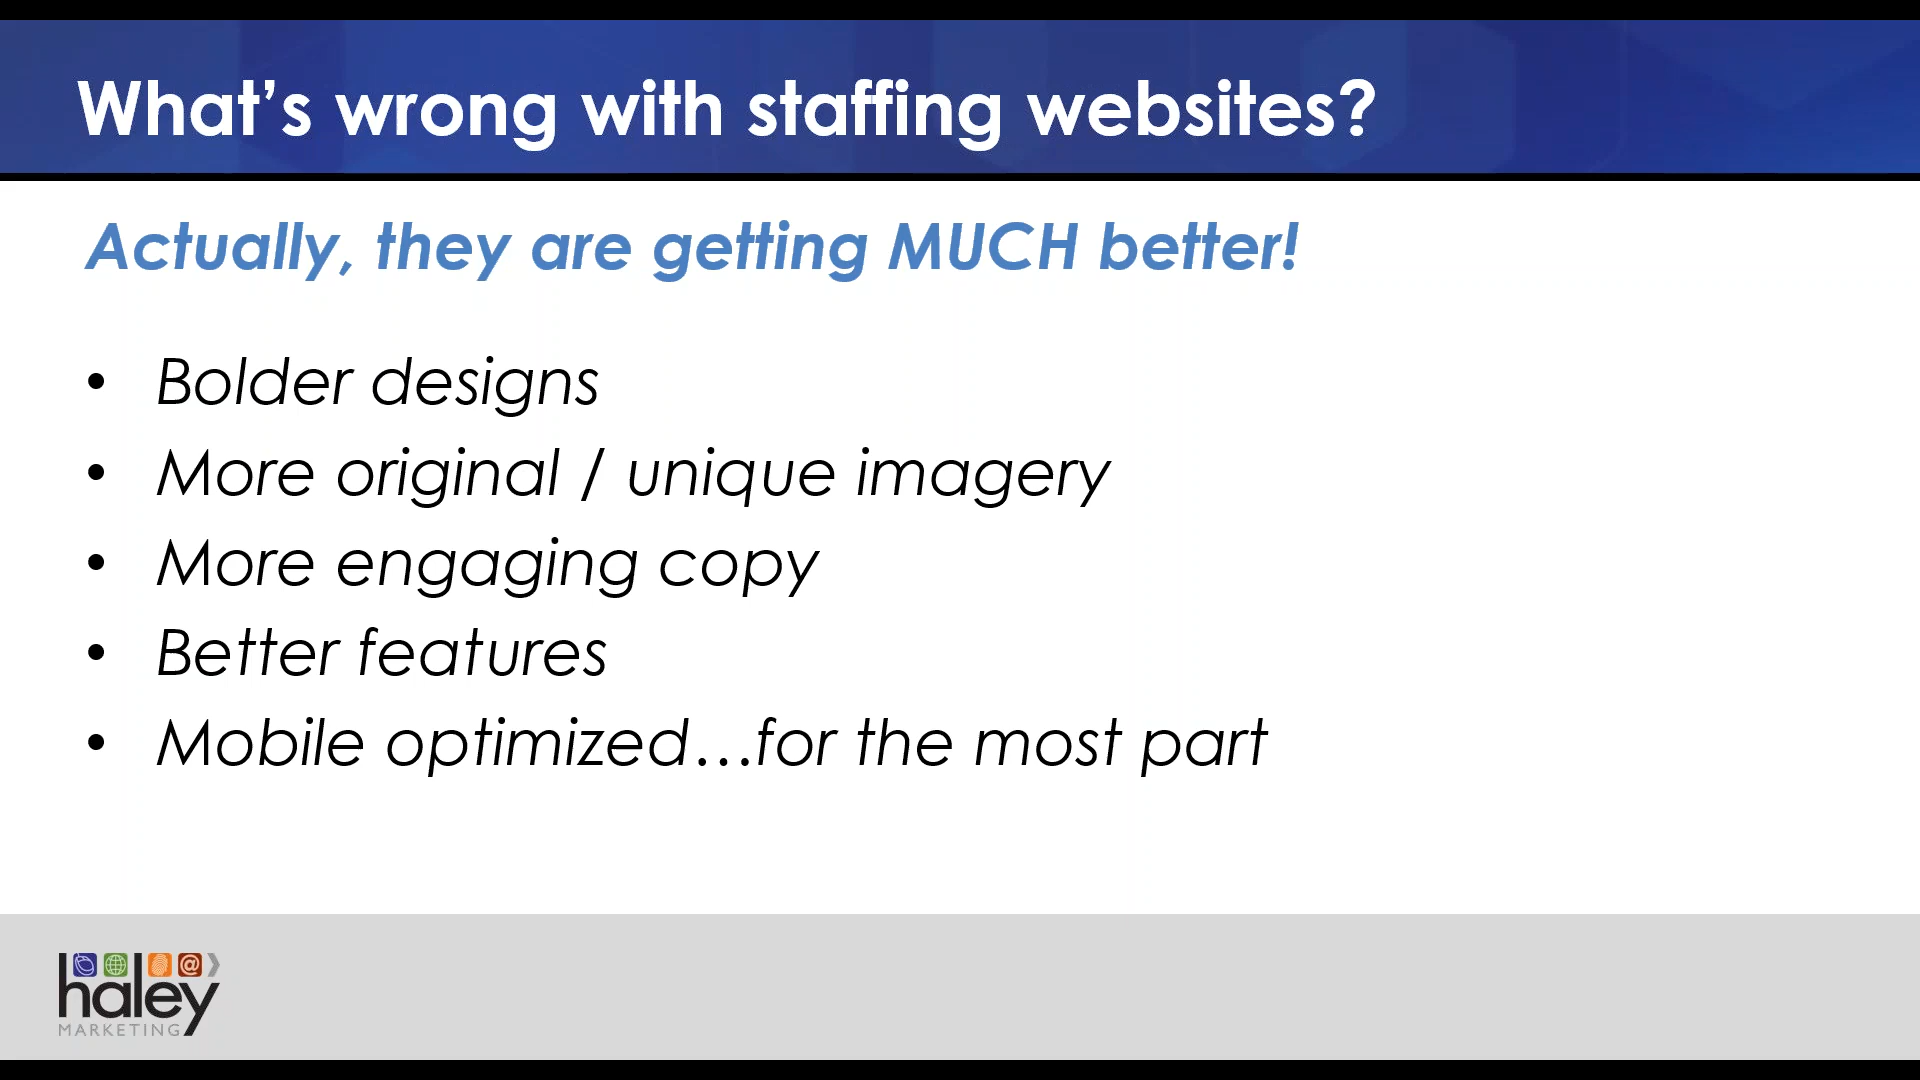 What’s wrong with staffing websites?
Actually, they are getting MUCH better!
• Bolder designs
• More original / unique imagery
• More engaging copy
• Better features
• Mobile optimized…for the most part
haley
MARKETING